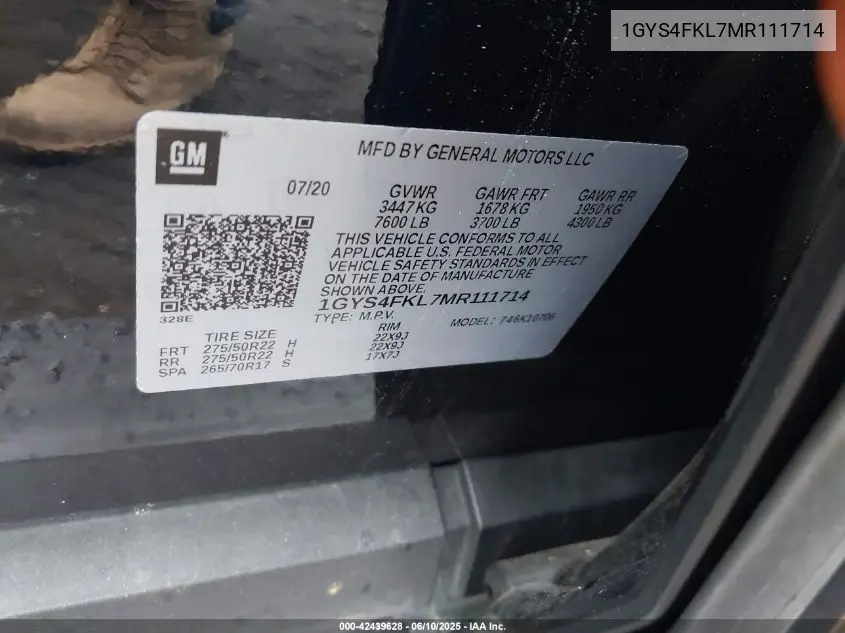 1GYS4FKL7MR111714
GM
MFD BY GENERAL MOTORS LLC
07/20
GVWR GAWR FRT GAWR RR
3447 KG 1678 KG 1950 KG
7600 LB 3700 LB 4300 LB
THIS VEHICLE CONFORMS TO ALL
APPLICABLE U.S. FEDERAL MOTOR
VEHICLE SAFETY STANDARDS IN EFFECT
ON THE DATE OF MANUFACTURE
SHOWN ABOVE.
1GYS4FKL7MR111714
328E
TYPE: M.P.V. MODEL: 746K10706
TIRE SIZE RIM
FRT 275/50R22 H 22X9J
RR 275/50R22 H 22X9J
SPA 265/70R17 S 17X7J
000-42439628 - 06/10/2025 - IAA Inc.